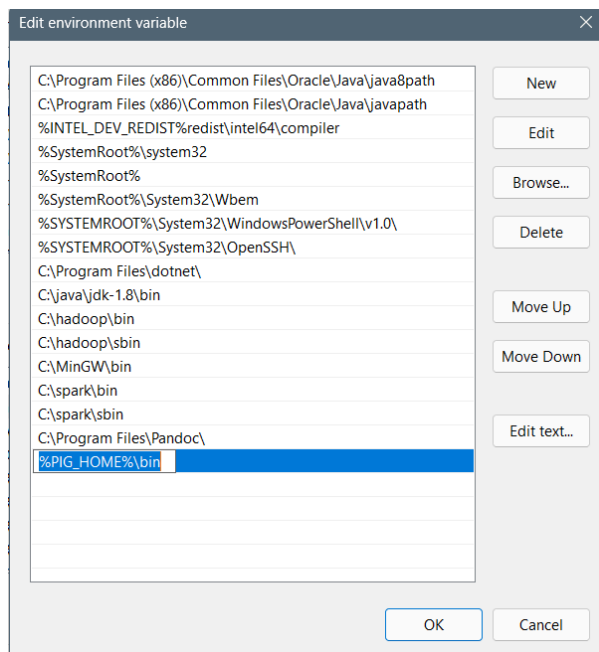 Edit environment variable
C:\Program Files (x86)\Common Files\Oracle\Java\java8path
C:\Program Files (x86)\Common Files\Oracle\Java\javapath
%INTEL_DEV_REDIST%redist\intel64\compiler
%SystemRoot%\system32
%SystemRoot%
%SystemRoot%\System32\Wbem
%SYSTEMROOT%\System32\WindowsPowerShell\v1.0\
%SYSTEMROOT%\System32\OpenSSH\
C:\Program Files\dotnet\
C:\java\jdk-1.8\bin
C:\hadoop\bin
C:\hadoop\sbin
C:\MinGW\bin
C:\spark\bin
C:\spark\sbin
C:\Program Files\Pandoc\
%PIG_HOME%\bin
New
Edit
Browse...
Delete
Move Up
Move Down
Edit text...
OK
Cancel